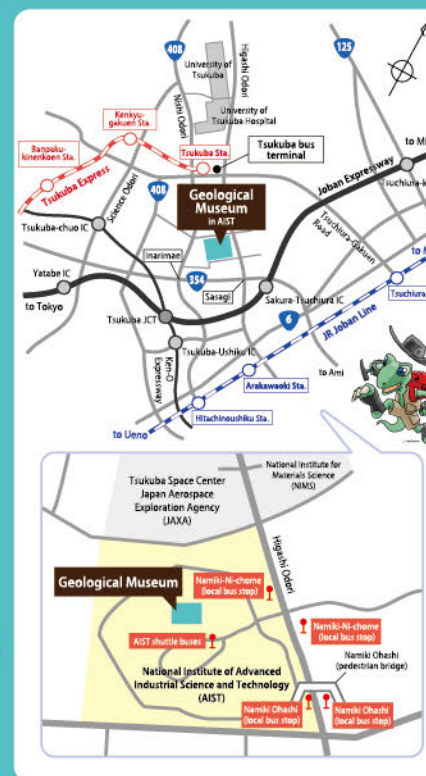 408
125
University of
Tsukuba
Higashi Odori
Nishi Odori
University of
Tsukuba Hospital
Kenkyu-
gakuen Sta.
Banpaku-
kinenkoen Sta.
Tsukuba Sta.
Tsukuba bus
terminal
Tsukuba Express
Science Odori
408
Geological
Museum
in AIST
Joban Expressway
Tsuchiura-Gakuen
Road
Tsukuba-chuo IC
Inarimae
Yatabe IC
354
Sasagi
Sakura-Tsuchiura IC
to Tokyo
Tsukuba JCT
6
JR Joban Line
Tsukuba-Ushiku IC
Ken-O
Expressway
Arakawaoki Sta.
to Ami
Hitachinoushiku Sta.
to Ueno
National Institute for
Materials Science
(NIMS)
Tsukuba Space Center
Japan Aerospace
Exploration Agency
(JAXA)
Higashi Odori
Geological Museum
Namiki-Ni-chome
(local bus stop)
AIST shuttle buses
Namiki-Ni-chome
(local bus stop)
National Institute of Advanced
Industrial Science and Technology
(AIST)
Namiki Ohashi
(pedestrian bridge)
Namiki Ohashi
(local bus stop)
Namiki Ohashi
(local bus stop)